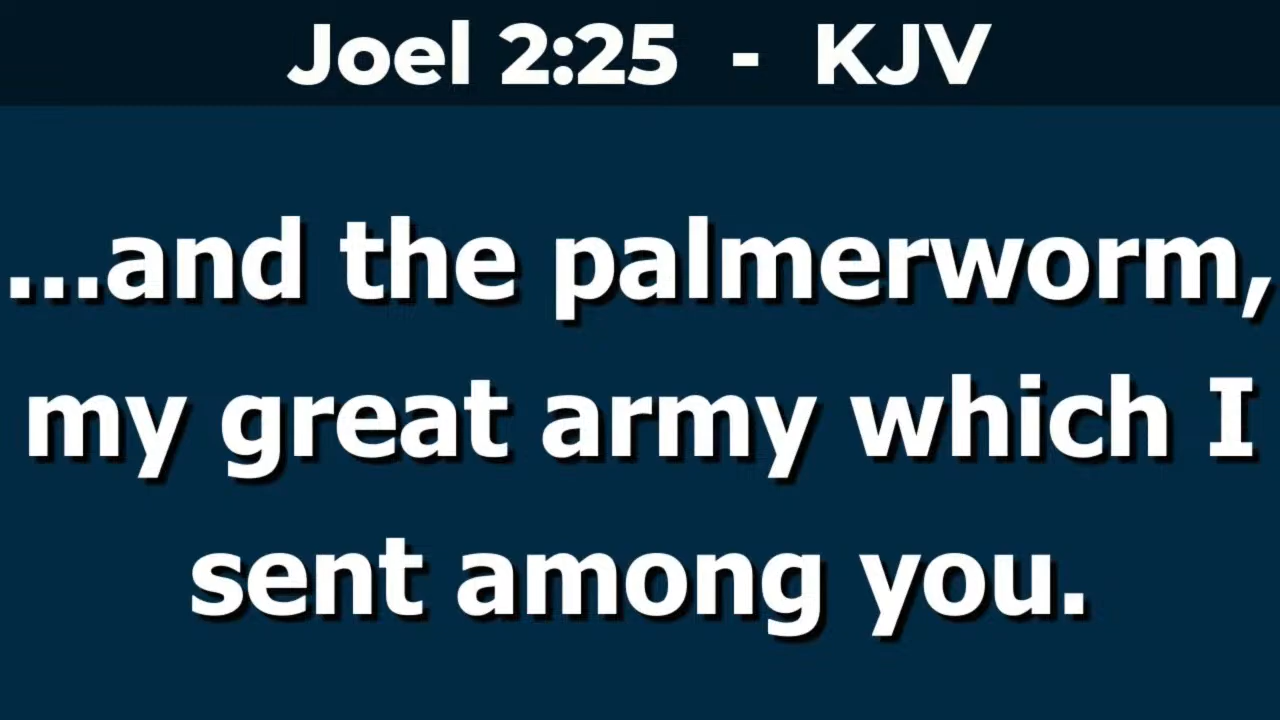 Joel 2:25 - KJV
...and the palmerworm,
my great army which I
sent among you.